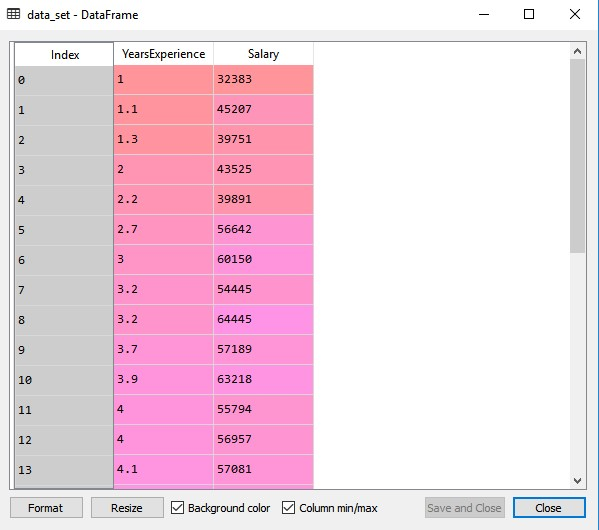 data_set - DataFrame
Index YearsExperience Salary
0 1 32383
1 1.1 45207
2 1.3 39751
3 2 43525
4 2.2 39891
5 2.7 56642
6 3 60150
7 3.2 54445
8 3.2 64445
9 3.7 57189
10 3.9 63218
11 4 55794
12 4 56957
13 4.1 57081
Format Resize Background color Column min/max Save and Close Close